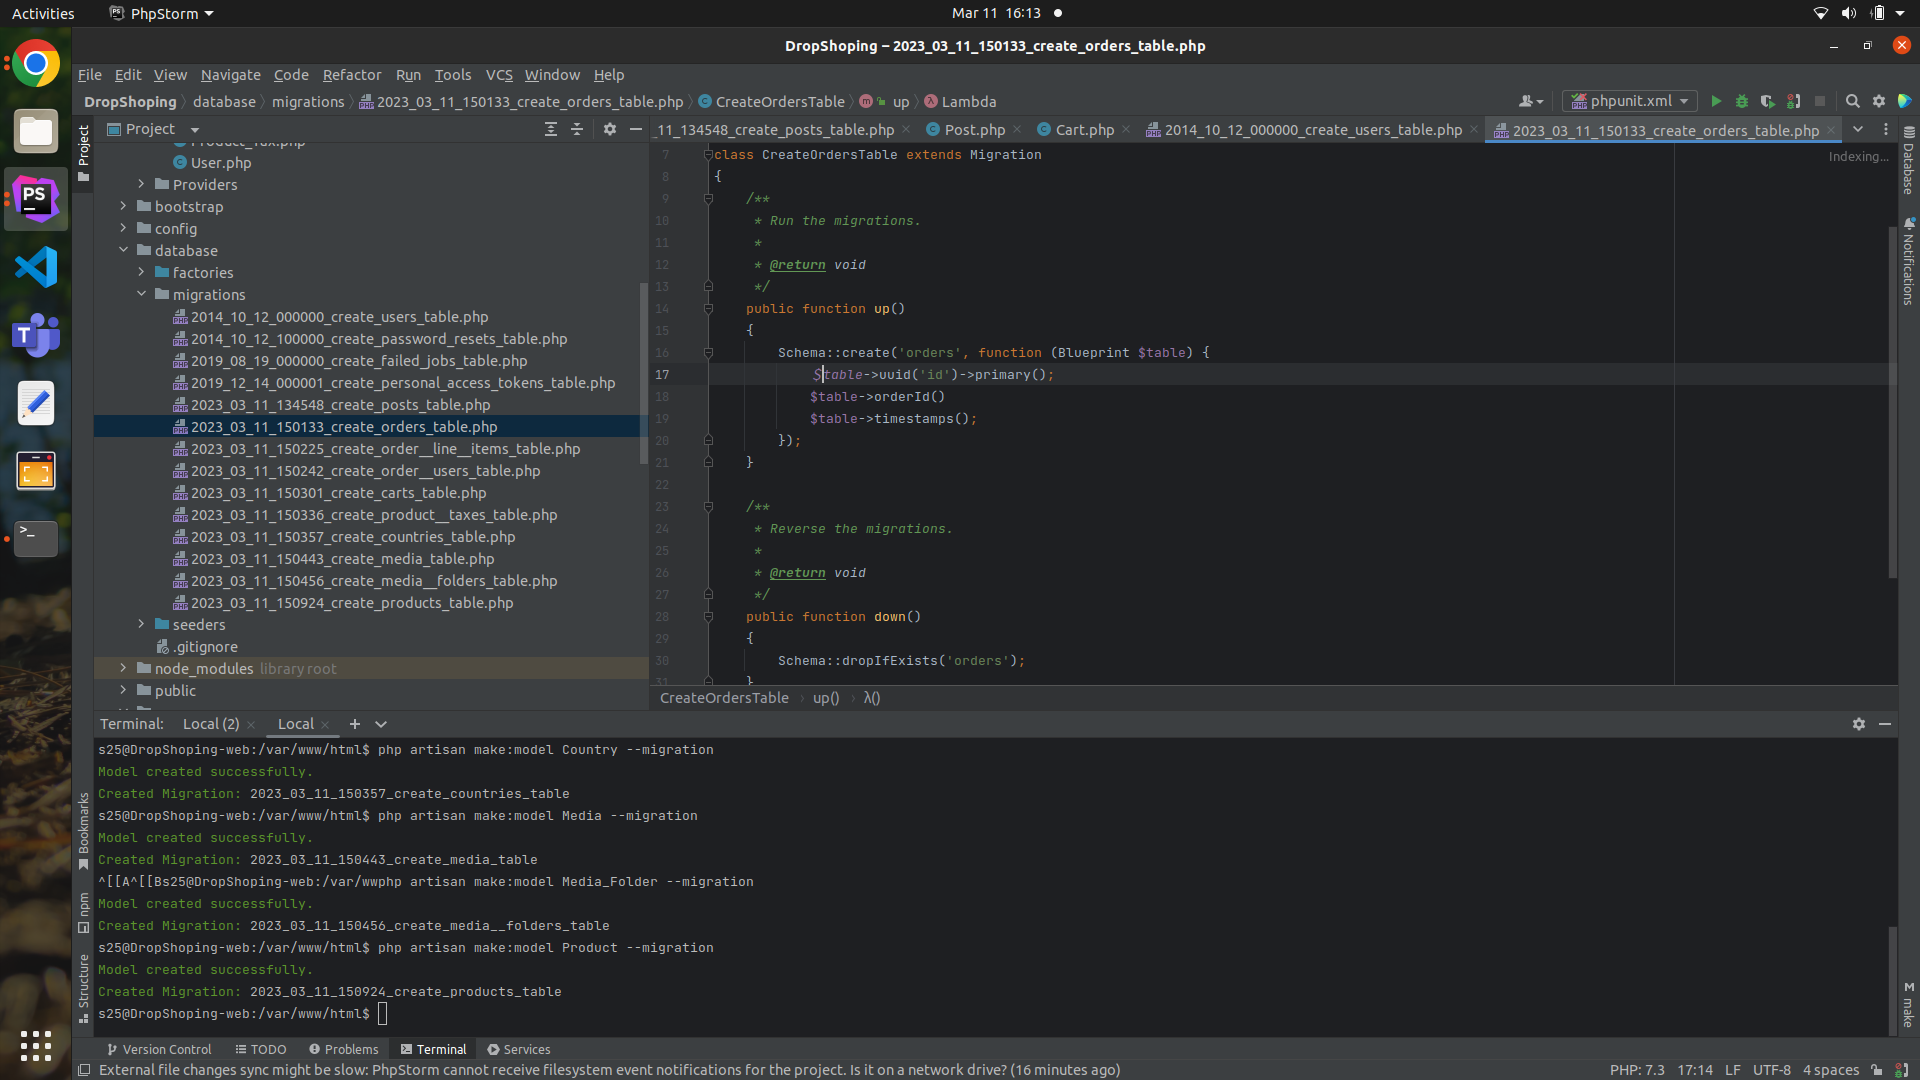 Activities
PhpStorm
Mar 11 16:13
DropShoping – 2023_03_11_150133_create_orders_table.php
File Edit View Navigate Code Refactor Run Tools VCS Window Help
DropShoping database migrations 2023_03_11_150133_create_orders_table.php CreateOrdersTable up Lambda
phpunit.xml
Project
_11_134548_create_posts_table.php
Post.php
Cart.php
2014_10_12_000000_create_users_table.php
2023_03_11_150133_create_orders_table.php
Indexing...
Project
User.php
Providers
bootstrap
config
database
factories
migrations
2014_10_12_000000_create_users_table.php
2014_10_12_100000_create_password_resets_table.php
2019_08_19_000000_create_failed_jobs_table.php
2019_12_14_000001_create_personal_access_tokens_table.php
2023_03_11_134548_create_posts_table.php
2023_03_11_150133_create_orders_table.php
2023_03_11_150225_create_order__line__items_table.php
2023_03_11_150242_create_order__users_table.php
2023_03_11_150301_create_carts_table.php
2023_03_11_150336_create_product__taxes_table.php
2023_03_11_150357_create_countries_table.php
2023_03_11_150443_create_media_table.php
2023_03_11_150456_create_media__folders_table.php
2023_03_11_150924_create_products_table.php
seeders
.gitignore
node_modules library root
public
7 class CreateOrdersTable extends Migration
8 {
9 /**
10 * Run the migrations.
11 *
12 * @return void
13 */
14 public function up()
15 {
16 Schema::create('orders', function (Blueprint $table) {
17 $table->uuid('id')->primary();
18 $table->orderId()
19 $table->timestamps();
20 });
21 }
22
23 /**
24 * Reverse the migrations.
25 *
26 * @return void
27 */
28 public function down()
29 {
30 Schema::dropIfExists('orders');
31 }
CreateOrdersTable up() λ()
Database
Notifications
make
Terminal: Local (2) Local
s25@DropShoping-web:/var/www/html$ php artisan make:model Country --migration
Model created successfully.
Created Migration: 2023_03_11_150357_create_countries_table
s25@DropShoping-web:/var/www/html$ php artisan make:model Media --migration
Model created successfully.
Created Migration: 2023_03_11_150443_create_media_table
^[[A^[[Bs25@DropShoping-web:/var/wwphp artisan make:model Media_Folder --migration
Model created successfully.
Created Migration: 2023_03_11_150456_create_media__folders_table
s25@DropShoping-web:/var/www/html$ php artisan make:model Product --migration
Model created successfully.
Created Migration: 2023_03_11_150924_create_products_table
s25@DropShoping-web:/var/www/html$
Bookmarks
npm
Structure
Version Control TODO Problems Terminal Services
External file changes sync might be slow: PhpStorm cannot receive filesystem event notifications for the project. Is it on a network drive? (16 minutes ago)
PHP: 7.3 17:14 LF UTF-8 4 spaces